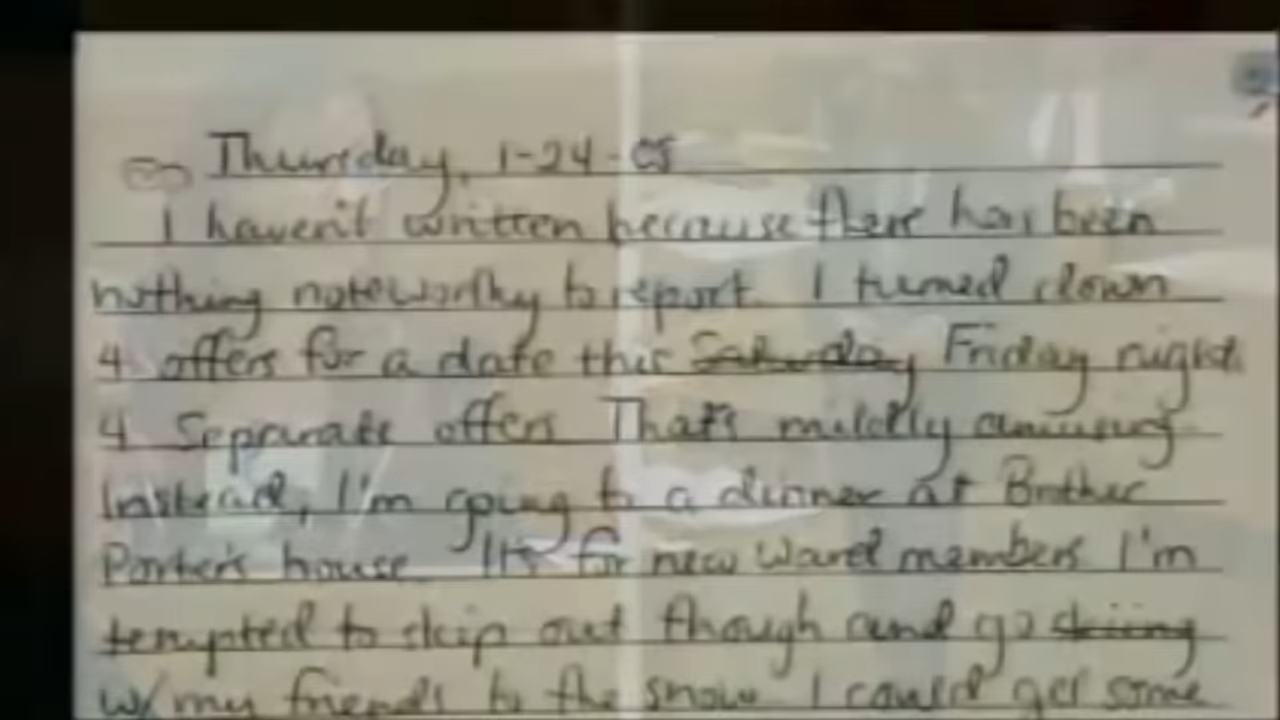 Thursday, 1-24-05
I haven't written because there has been
nothing noteworthy to report. I turned down
4 offers for a date this Saturday Friday night.
4 Separate offers. That's mildly amusing.
Instead, I'm going to a dinner at Brother
Porter's house. It's for new ward members. I'm
tempted to skip out though and go skiing
w/ my friends to the snow. I could get some